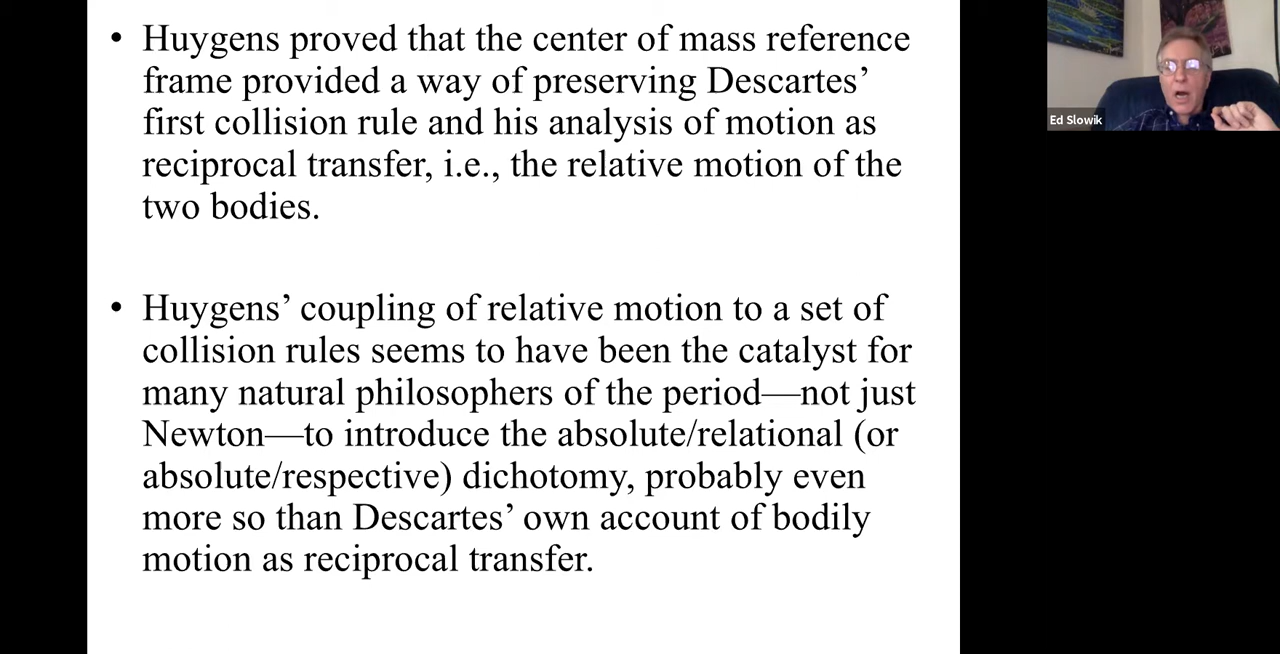 • Huygens proved that the center of mass reference
frame provided a way of preserving Descartes’
first collision rule and his analysis of motion as
reciprocal transfer, i.e., the relative motion of the
two bodies.
• Huygens’ coupling of relative motion to a set of
collision rules seems to have been the catalyst for
many natural philosophers of the period—not just
Newton—to introduce the absolute/relational (or
absolute/respective) dichotomy, probably even
more so than Descartes’ own account of bodily
motion as reciprocal transfer.
Ed Slowik